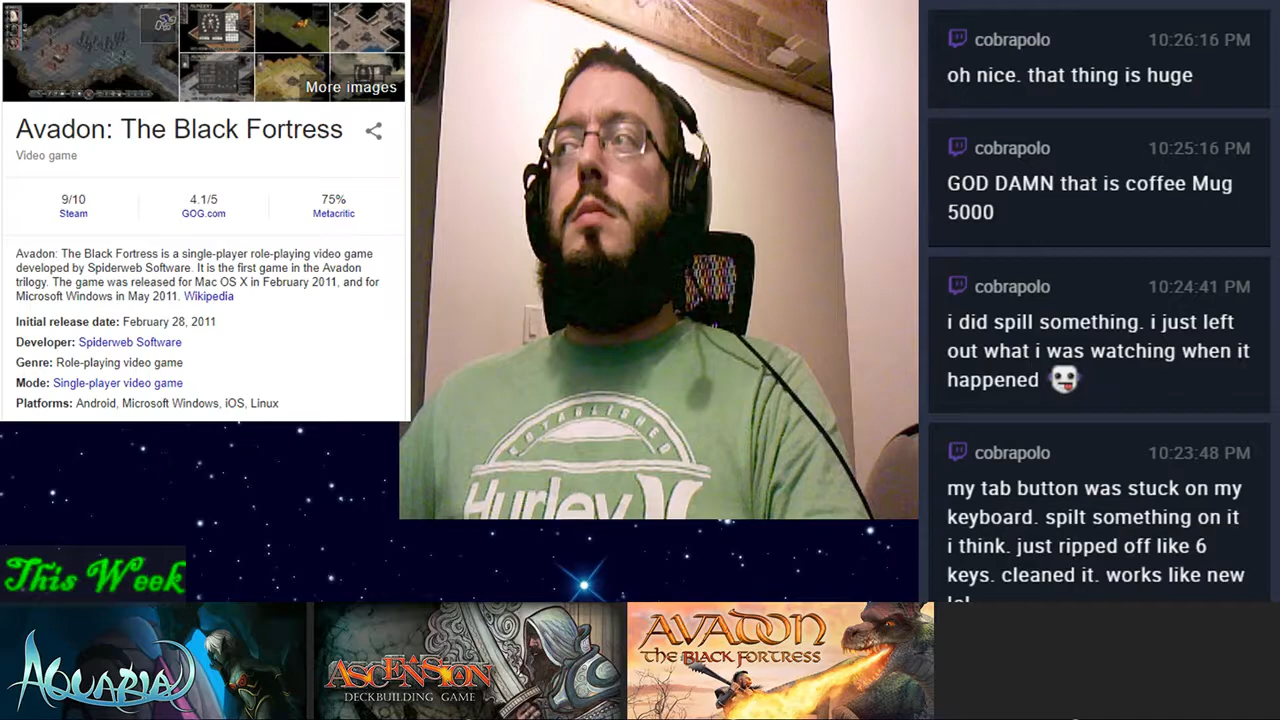 More images
Avadon: The Black Fortress
Video game
9/10
Steam
4.1/5
GOG.com
75%
Metacritic
Avadon: The Black Fortress is a single-player role-playing video game
developed by Spiderweb Software. It is the first game in the Avadon
trilogy. The game was released for Mac OS X in February 2011, and for
Microsoft Windows in May 2011. Wikipedia
Initial release date: February 28, 2011
Developer: Spiderweb Software
Genre: Role-playing video game
Mode: Single-player video game
Platforms: Android, Microsoft Windows, iOS, Linux
ESTABLISHED
Hurley
cobrapolo 10:26:16 PM
oh nice. that thing is huge
cobrapolo 10:25:16 PM
GOD DAMN that is coffee Mug
5000
cobrapolo 10:24:41 PM
i did spill something. i just left
out what i was watching when it
happened
cobrapolo 10:23:48 PM
my tab button was stuck on my
keyboard. spilt something on it
i think. just ripped off like 6
keys. cleaned it. works like new
lol
This Week
AQUARIA
ASCENSION
DECKBUILDING GAME
AVADON
THE BLACK FORTRESS